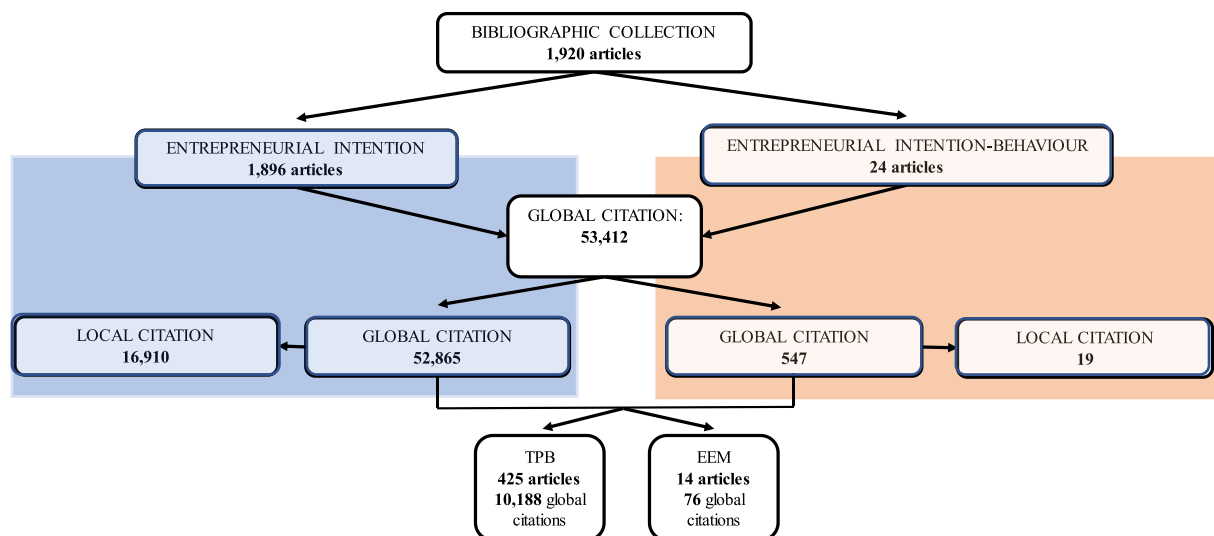 BIBLIOGRAPHIC COLLECTION
1,920 articles
ENTREPRENEURIAL INTENTION
1,896 articles
ENTREPRENEURIAL INTENTION-BEHAVIOUR
24 articles
GLOBAL CITATION:
53,412
LOCAL CITATION
16,910
GLOBAL CITATION
52,865
GLOBAL CITATION
547
LOCAL CITATION
19
TPB
425 articles
10,188 global
citations
EEM
14 articles
76 global
citations